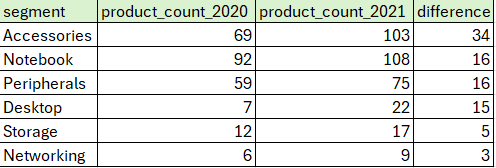 segment product_count_2020 product_count_2021 difference
Accessories 69 103 34
Notebook 92 108 16
Peripherals 59 75 16
Desktop 7 22 15
Storage 12 17 5
Networking 6 9 3